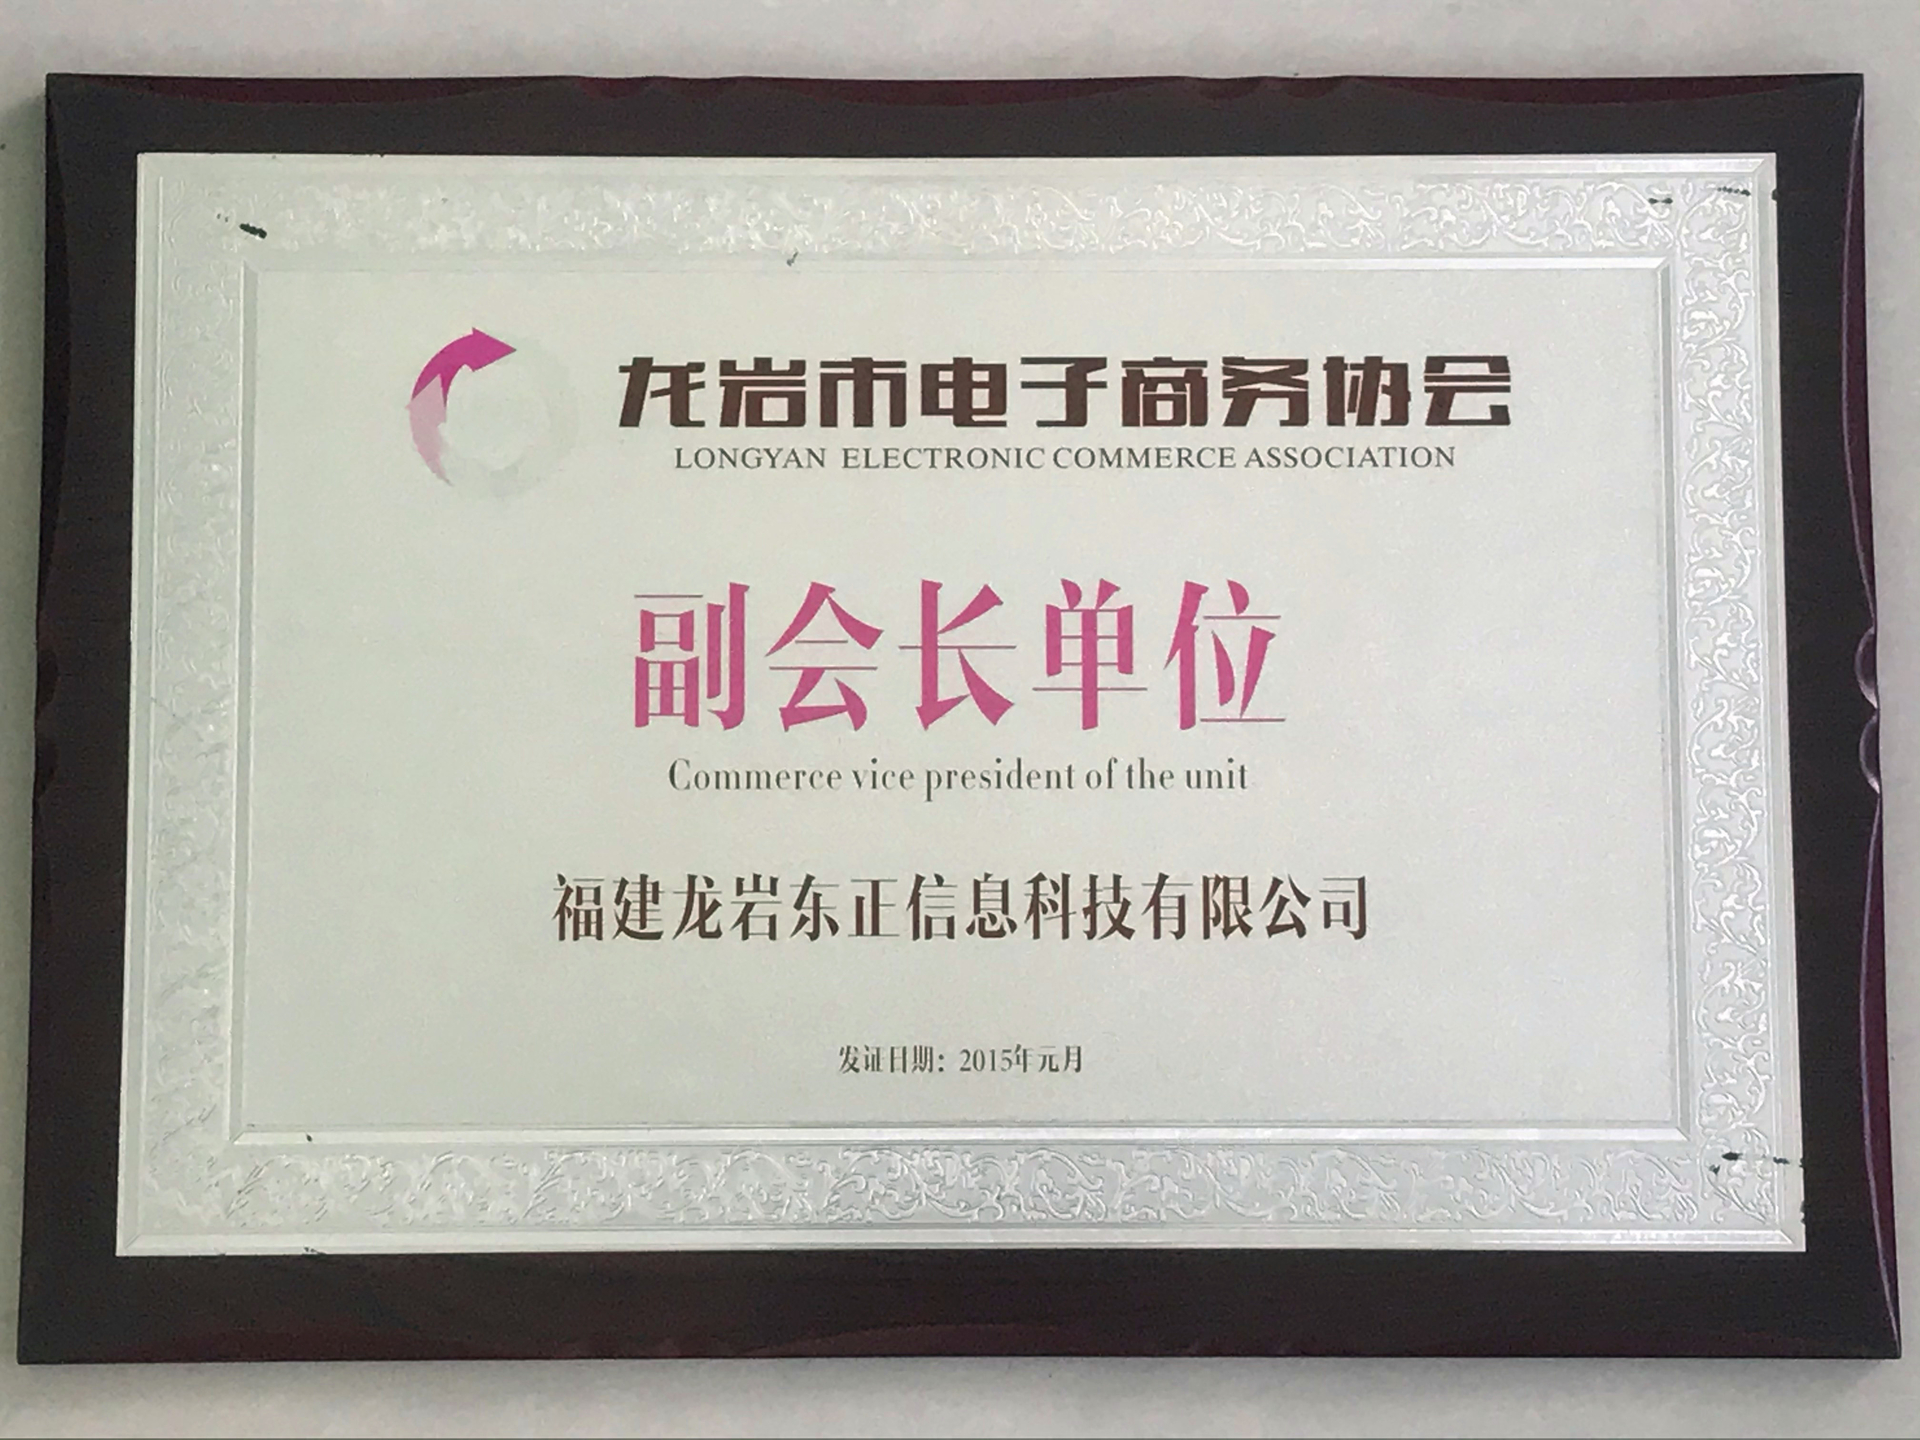 龙岩市电子商务协会
LONGYAN ELECTRONIC COMMERCE ASSOCIATION
副会长单位
Commerce vice president of the unit
福建龙岩东正信息科技有限公司
发证日期：2015年元月